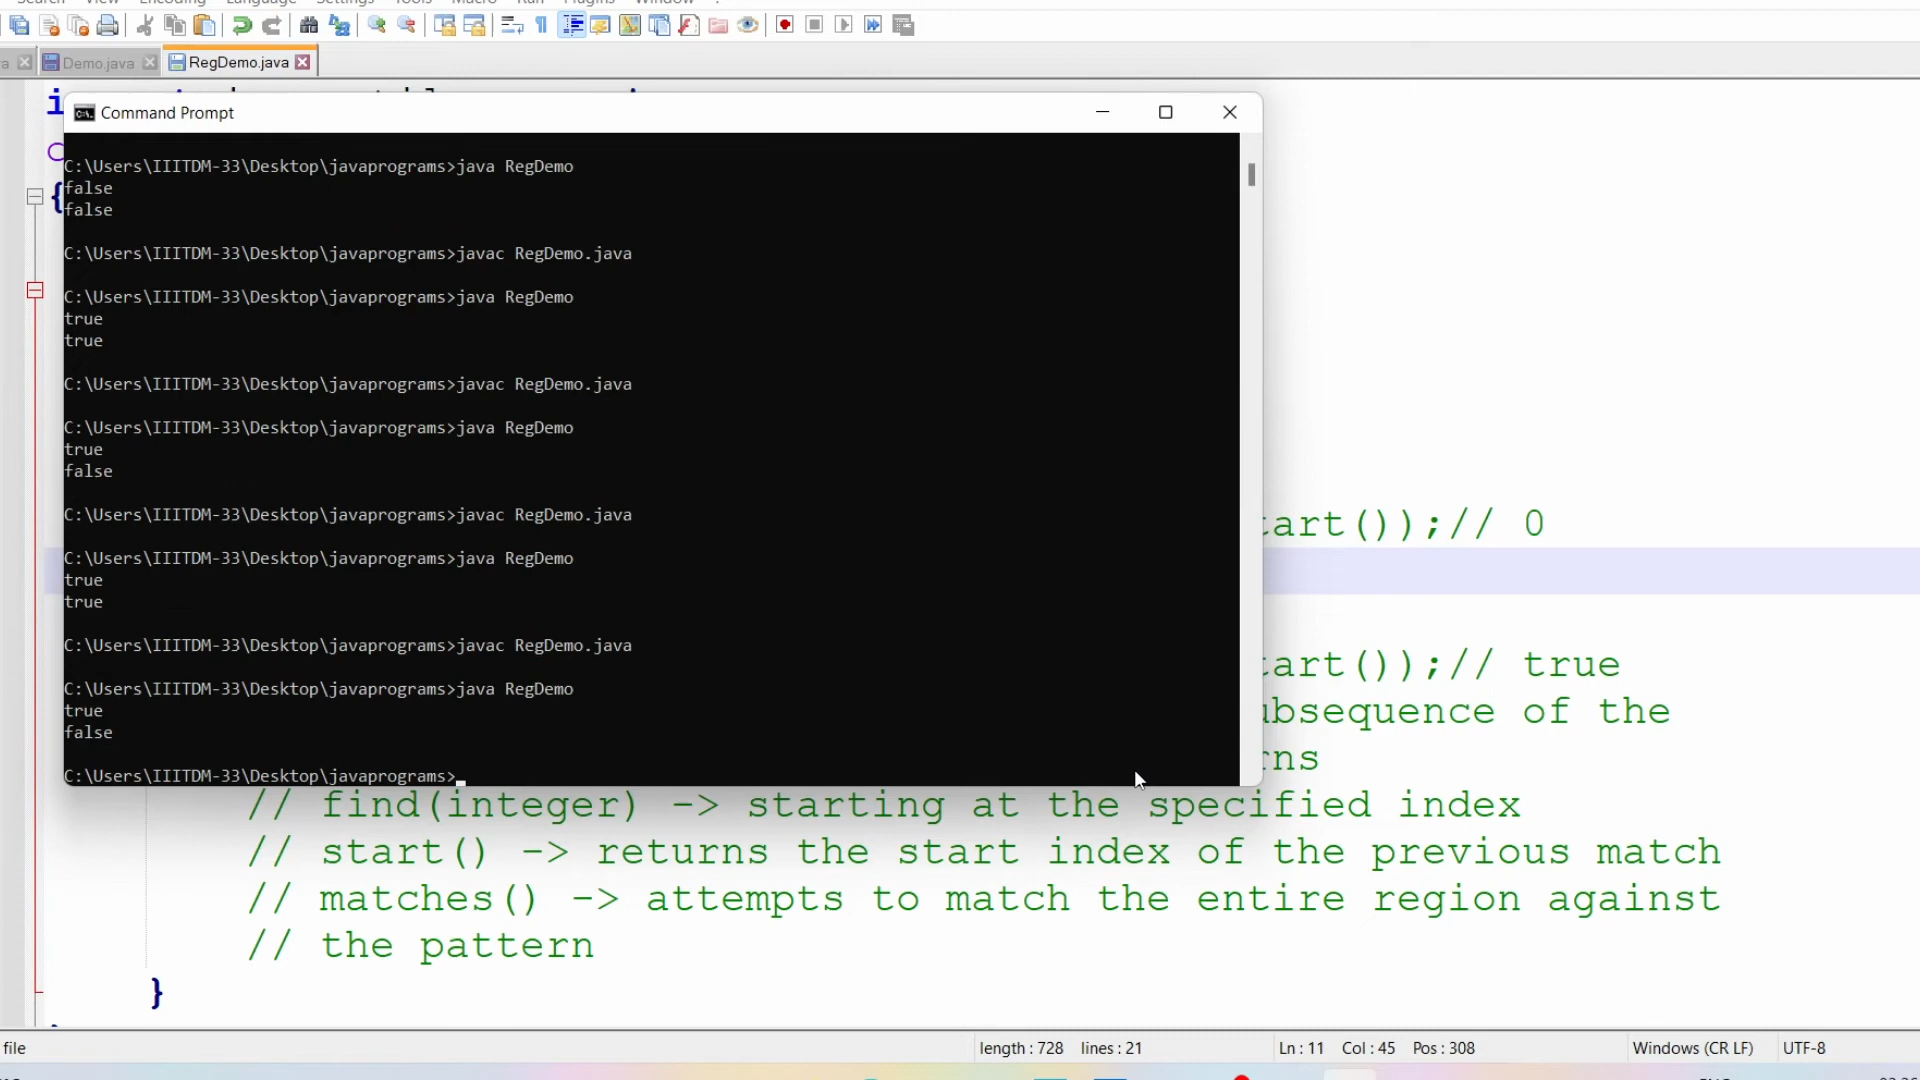 Demo.java
RegDemo.java
Command Prompt
C:\Users\IIITDM-33\Desktop\javaprograms>java RegDemo
false
false
C:\Users\IIITDM-33\Desktop\javaprograms>javac RegDemo.java
C:\Users\IIITDM-33\Desktop\javaprograms>java RegDemo
true
true
C:\Users\IIITDM-33\Desktop\javaprograms>javac RegDemo.java
C:\Users\IIITDM-33\Desktop\javaprograms>java RegDemo
true
false
C:\Users\IIITDM-33\Desktop\javaprograms>javac RegDemo.java
C:\Users\IIITDM-33\Desktop\javaprograms>java RegDemo
true
true
C:\Users\IIITDM-33\Desktop\javaprograms>javac RegDemo.java
C:\Users\IIITDM-33\Desktop\javaprograms>java RegDemo
true
false
C:\Users\IIITDM-33\Desktop\javaprograms>
{
tart());// 0
tart());// true
ubsequence of the
rns
// find(integer) -> starting at the specified index
// start() -> returns the start index of the previous match
// matches() -> attempts to match the entire region against
// the pattern
}
file
length : 728 lines : 21
Ln : 11 Col : 45 Pos : 308
Windows (CR LF)
UTF-8